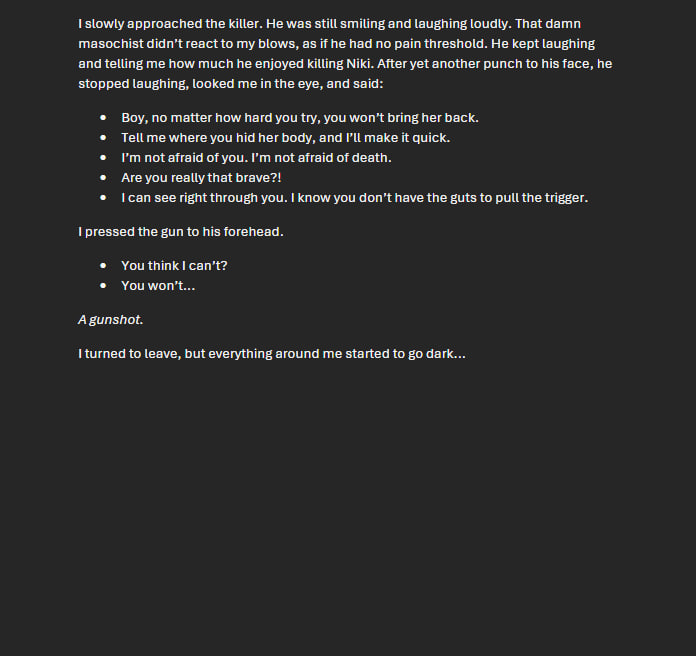 I slowly approached the killer. He was still smiling and laughing loudly. That damn
masochist didn’t react to my blows, as if he had no pain threshold. He kept laughing
and telling me how much he enjoyed killing Niki. After yet another punch to his face, he
stopped laughing, looked me in the eye, and said:
• Boy, no matter how hard you try, you won’t bring her back.
• Tell me where you hid her body, and I’ll make it quick.
• I’m not afraid of you. I’m not afraid of death.
• Are you really that brave?!
• I can see right through you. I know you don’t have the guts to pull the trigger.
I pressed the gun to his forehead.
• You think I can’t?
• You won’t...
A gunshot.
I turned to leave, but everything around me started to go dark...